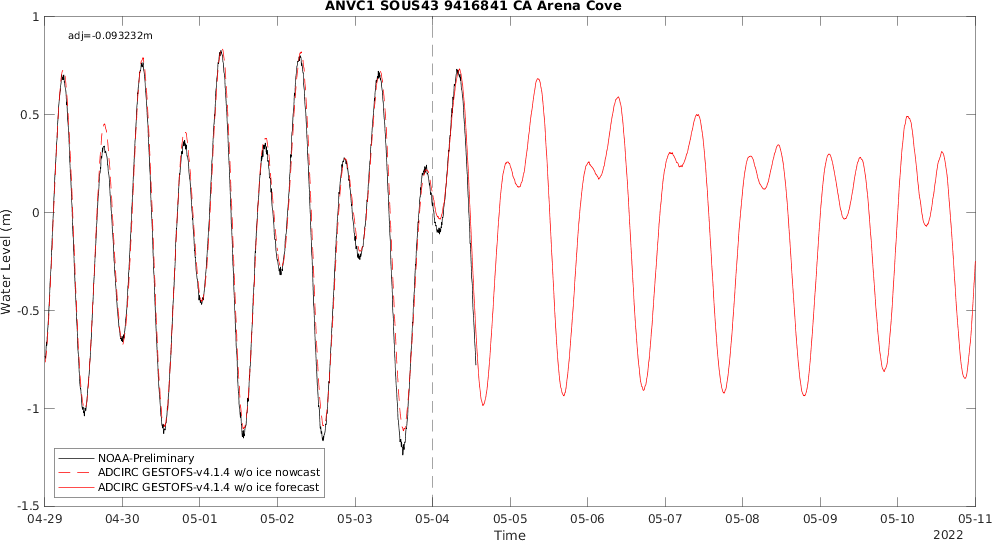 ANVC1 SOUS43 9416841 CA Arena Cove
adj=-0.093232m
1
0.5
0
-0.5
-1
-1.5
Water Level (m)
NOAA-Preliminary
ADCIRC GESTOFS-v4.1.4 w/o ice nowcast
ADCIRC GESTOFS-v4.1.4 w/o ice forecast
04-29 04-30 05-01 05-02 05-03 05-04 05-05 05-06 05-07 05-08 05-09 05-10 05-11
Time
2022